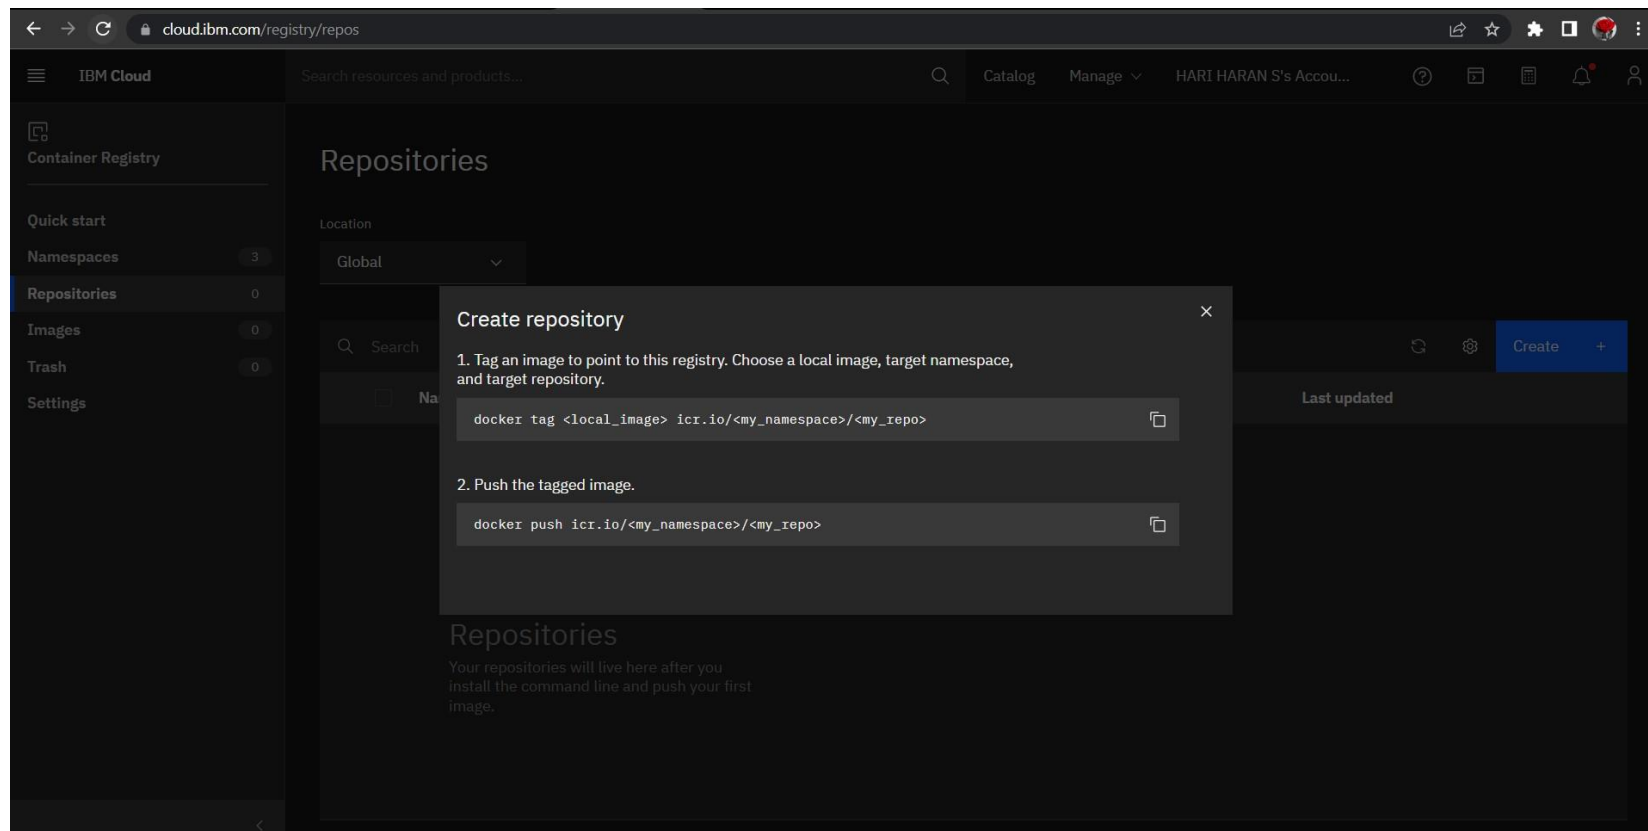 cloud.ibm.com/registry/repos
IBM Cloud
Search resources and products...
Catalog
Manage
HARI HARAN S's Accou...
Container Registry
Quick start
Namespaces 3
Repositories 0
Images 0
Trash 0
Settings
Repositories
Location
Global
Search
Create +
Na
Last updated
Create repository
1. Tag an image to point to this registry. Choose a local image, target namespace,
and target repository.
docker tag <local_image> icr.io/<my_namespace>/<my_repo>
2. Push the tagged image.
docker push icr.io/<my_namespace>/<my_repo>
Repositories
Your repositories will live here after you
install the command line and push your first
image.